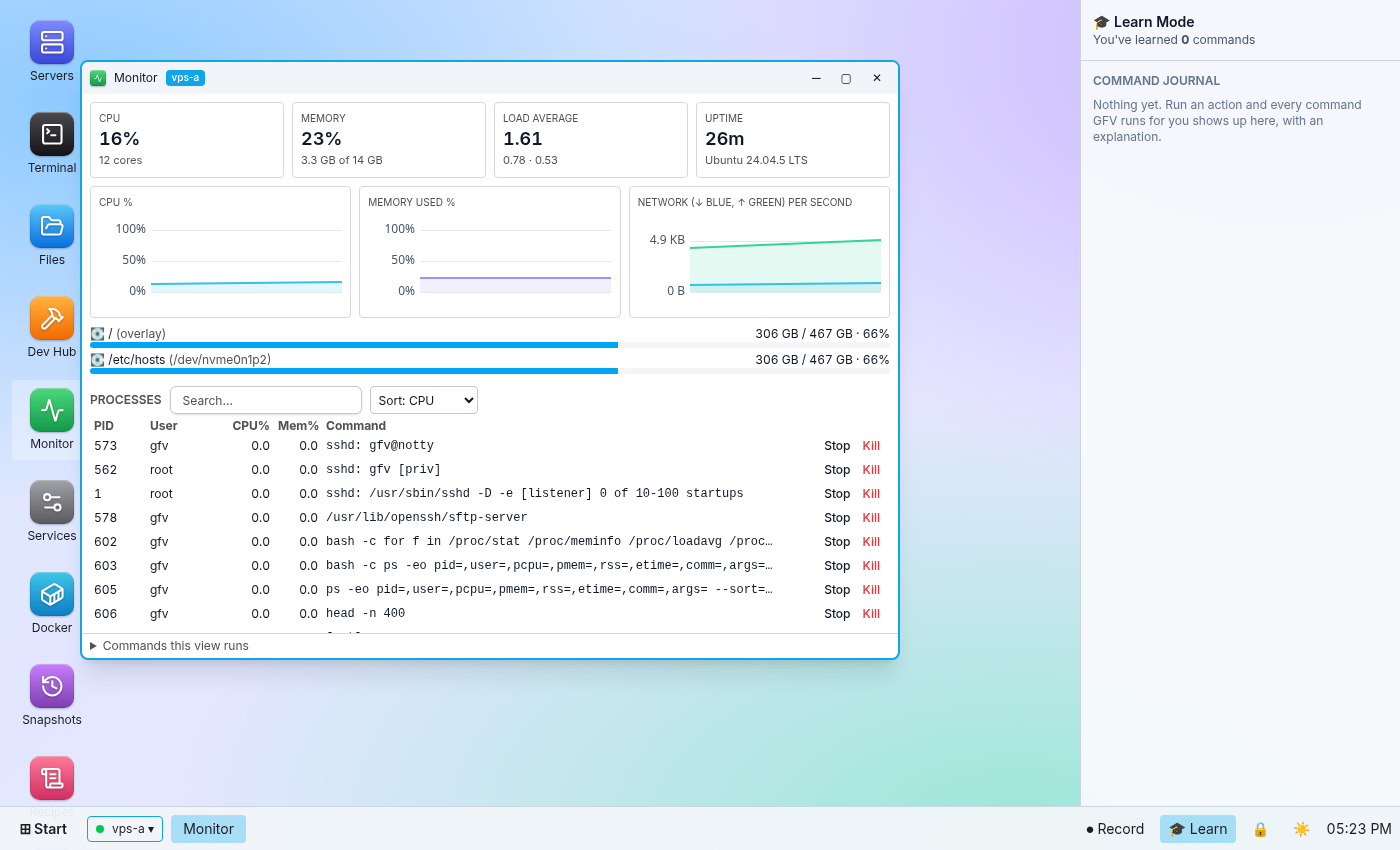 Servers
Terminal
Files
Dev Hub
Monitor
Services
Docker
Snapshots
Recipes
Monitor vps-a
CPU
16%
12 cores
MEMORY
23%
3.3 GB of 14 GB
LOAD AVERAGE
1.61
0.78 · 0.53
UPTIME
26m
Ubuntu 24.04.5 LTS
CPU %
100%
50%
0%
MEMORY USED %
100%
50%
0%
NETWORK (↓ BLUE, ↑ GREEN) PER SECOND
4.9 KB
0 B
/ (overlay) 306 GB / 467 GB · 66%
/etc/hosts (/dev/nvme0n1p2) 306 GB / 467 GB · 66%
PROCESSES Search... Sort: CPU
PID User CPU% Mem% Command
573 gfv 0.0 0.0 sshd: gfv@notty Stop Kill
562 root 0.0 0.0 sshd: gfv [priv] Stop Kill
1 root 0.0 0.0 sshd: /usr/sbin/sshd -D -e [listener] 0 of 10-100 startups Stop Kill
578 gfv 0.0 0.0 /usr/lib/openssh/sftp-server Stop Kill
602 gfv 0.0 0.0 bash -c for f in /proc/stat /proc/meminfo /proc/loadavg /proc… Stop Kill
603 gfv 0.0 0.0 bash -c ps -eo pid=,user=,pcpu=,pmem=,rss=,etime=,comm=,args=… Stop Kill
605 gfv 0.0 0.0 ps -eo pid=,user=,pcpu=,pmem=,rss=,etime=,comm=,args= --sort=… Stop Kill
606 gfv 0.0 0.0 head -n 400 Stop Kill
Commands this view runs
Learn Mode
You've learned 0 commands
COMMAND JOURNAL
Nothing yet. Run an action and every command
GFV runs for you shows up here, with an
explanation.
Start vps-a Monitor Record Learn 05:23 PM